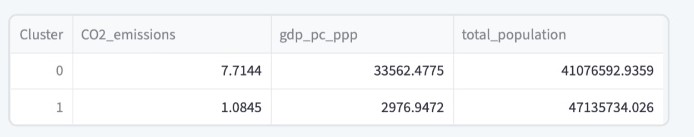 Cluster CO2_emissions gdp_pc_ppp total_population
0 7.7144 33562.4775 41076592.9359
1 1.0845 2976.9472 47135734.026